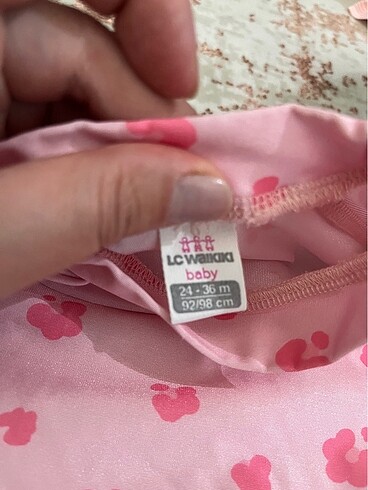 LC WAIKIKI
baby
24 - 36 m
92/98 cm